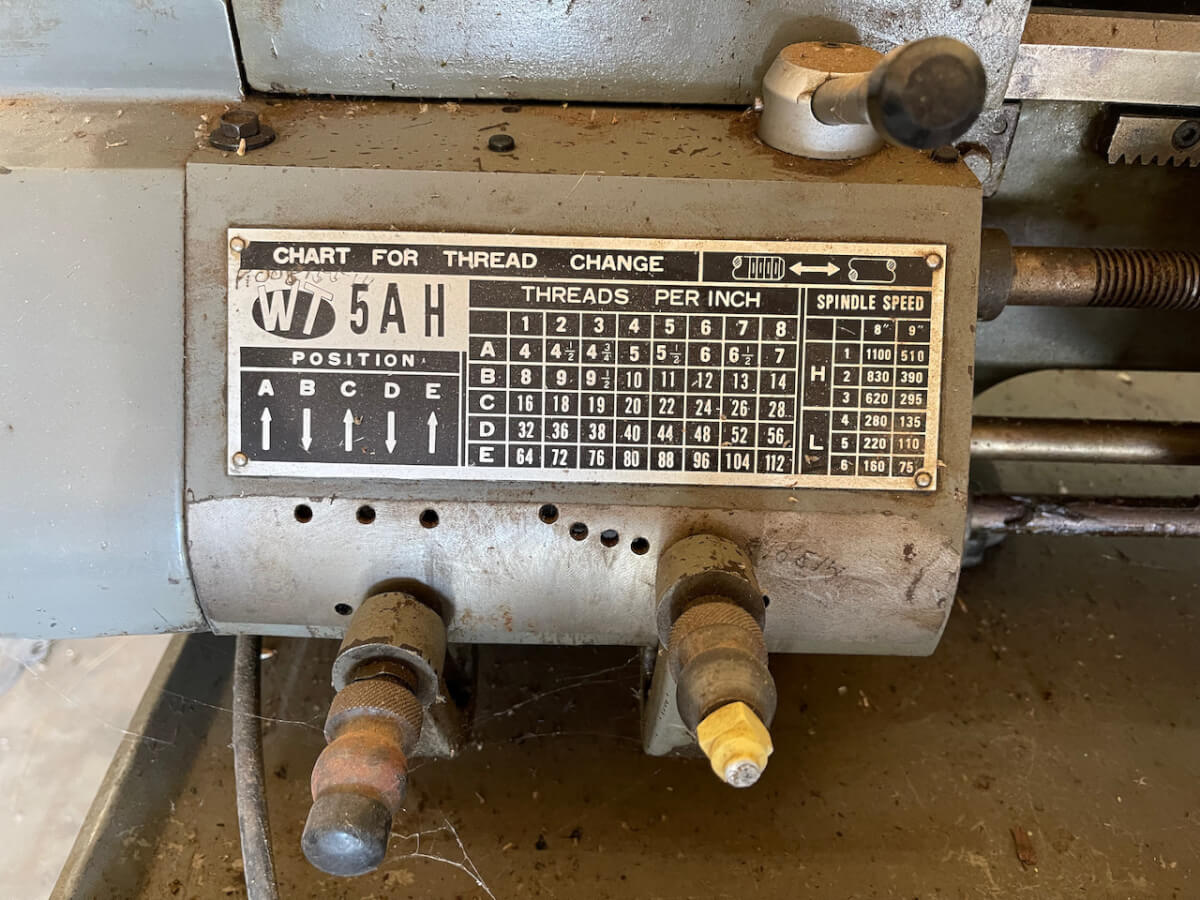 CHART FOR THREAD CHANGE
WT 5AH
POSITION
A B C D E
THREADS PER INCH
1 2 3 4 5 6 7 8
A 4 4½ 4¾ 5 5½ 6 6½ 7
B 8 9 9½ 10 11 12 13 14
C 16 18 19 20 22 24 26 28
D 32 36 38 40 44 48 52 56
E 64 72 76 80 88 96 104 112
SPINDLE SPEED
8" 9"
H
1 1100 510
2 830 390
3 620 295
L
4 280 135
5 220 110
6 160 75